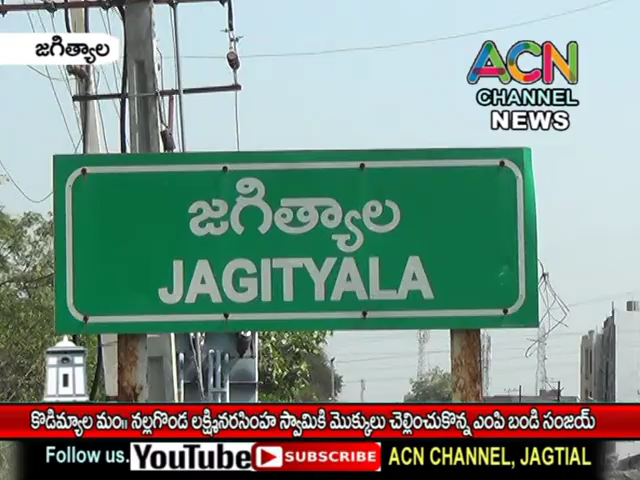 జగిత్యాల
ACN
CHANNEL
NEWS
జగిత్యాల
JAGITYALA
కొడిమ్యాల మం॥ నల్లగొండ లక్ష్మినరసింహ స్వామికి మొక్కులు చెల్లించుకొన్న ఎంపి బండి సంజయ్
Follow us. YouTube SUBSCRIBE ACN CHANNEL, JAGTIAL